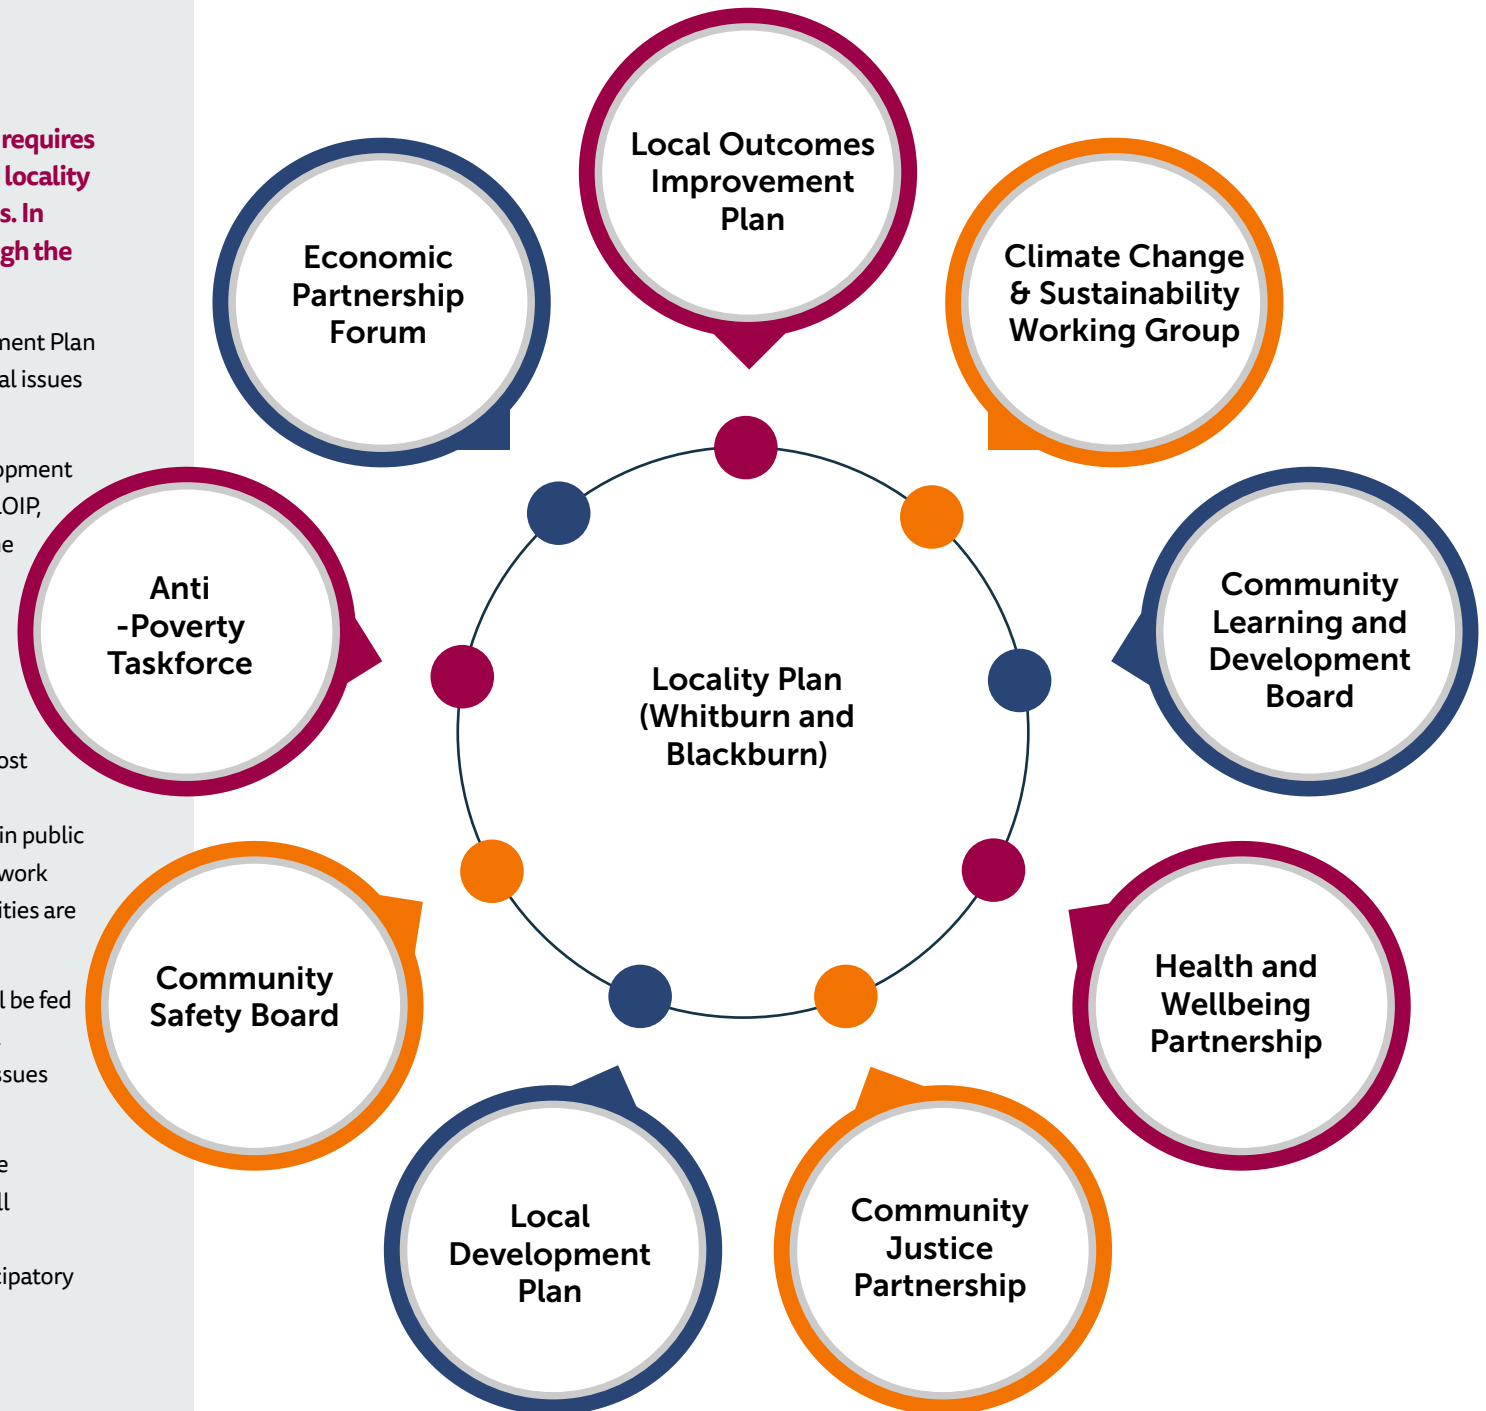 requires
locality
s. In
gh the
ment Plan
al issues
opment
LOIP,
e
ost
in public
work
ities are
l be fed
ssues
e
ll
cipatory
Local Outcomes
Improvement
Plan
Climate Change
& Sustainability
Working Group
Community
Learning and
Development
Board
Health and
Wellbeing
Partnership
Community
Justice
Partnership
Local
Development
Plan
Community
Safety Board
Anti
-Poverty
Taskforce
Economic
Partnership
Forum
Locality Plan
(Whitburn and
Blackburn)